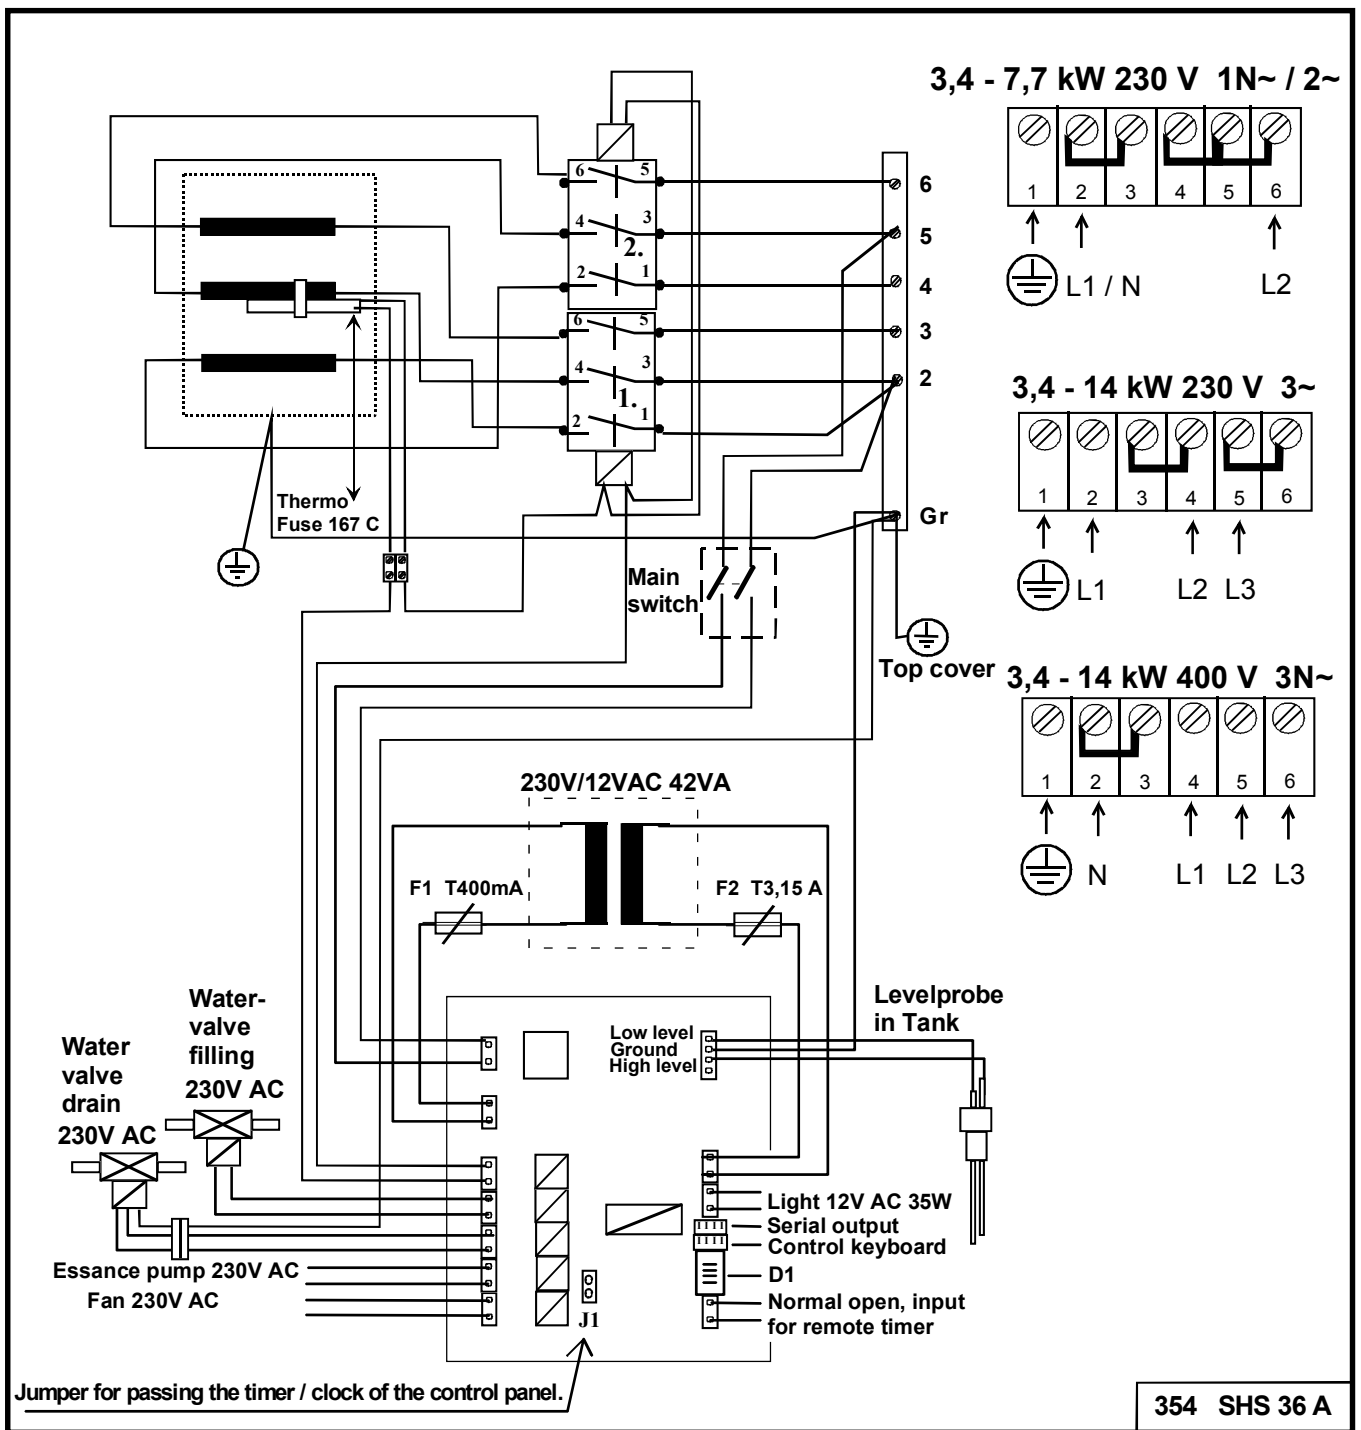 3,4 - 7,7 kW 230 V 1N~ / 2~
1 2 3 4 5 6
L1 / N L2
3,4 - 14 kW 230 V 3~
1 2 3 4 5 6
L1 L2 L3
3,4 - 14 kW 400 V 3N~
1 2 3 4 5 6
N L1 L2 L3
6 5
4 3
2.
2 1
6 5
4 3
1.
2 1
6
5
4
3
2
Gr
Thermo
Fuse 167 C
Main
switch
Top cover
230V/12VAC 42VA
F1 T400mA
F2 T3,15 A
Water-
valve
filling
230V AC
Water
valve
drain
230V AC
Low level
Ground
High level
Levelprobe
in Tank
Light 12V AC 35W
Serial output
Control keyboard
D1
Normal open, input
for remote timer
Essance pump 230V AC
Fan 230V AC
J1
Jumper for passing the timer / clock of the control panel.
354 SHS 36 A